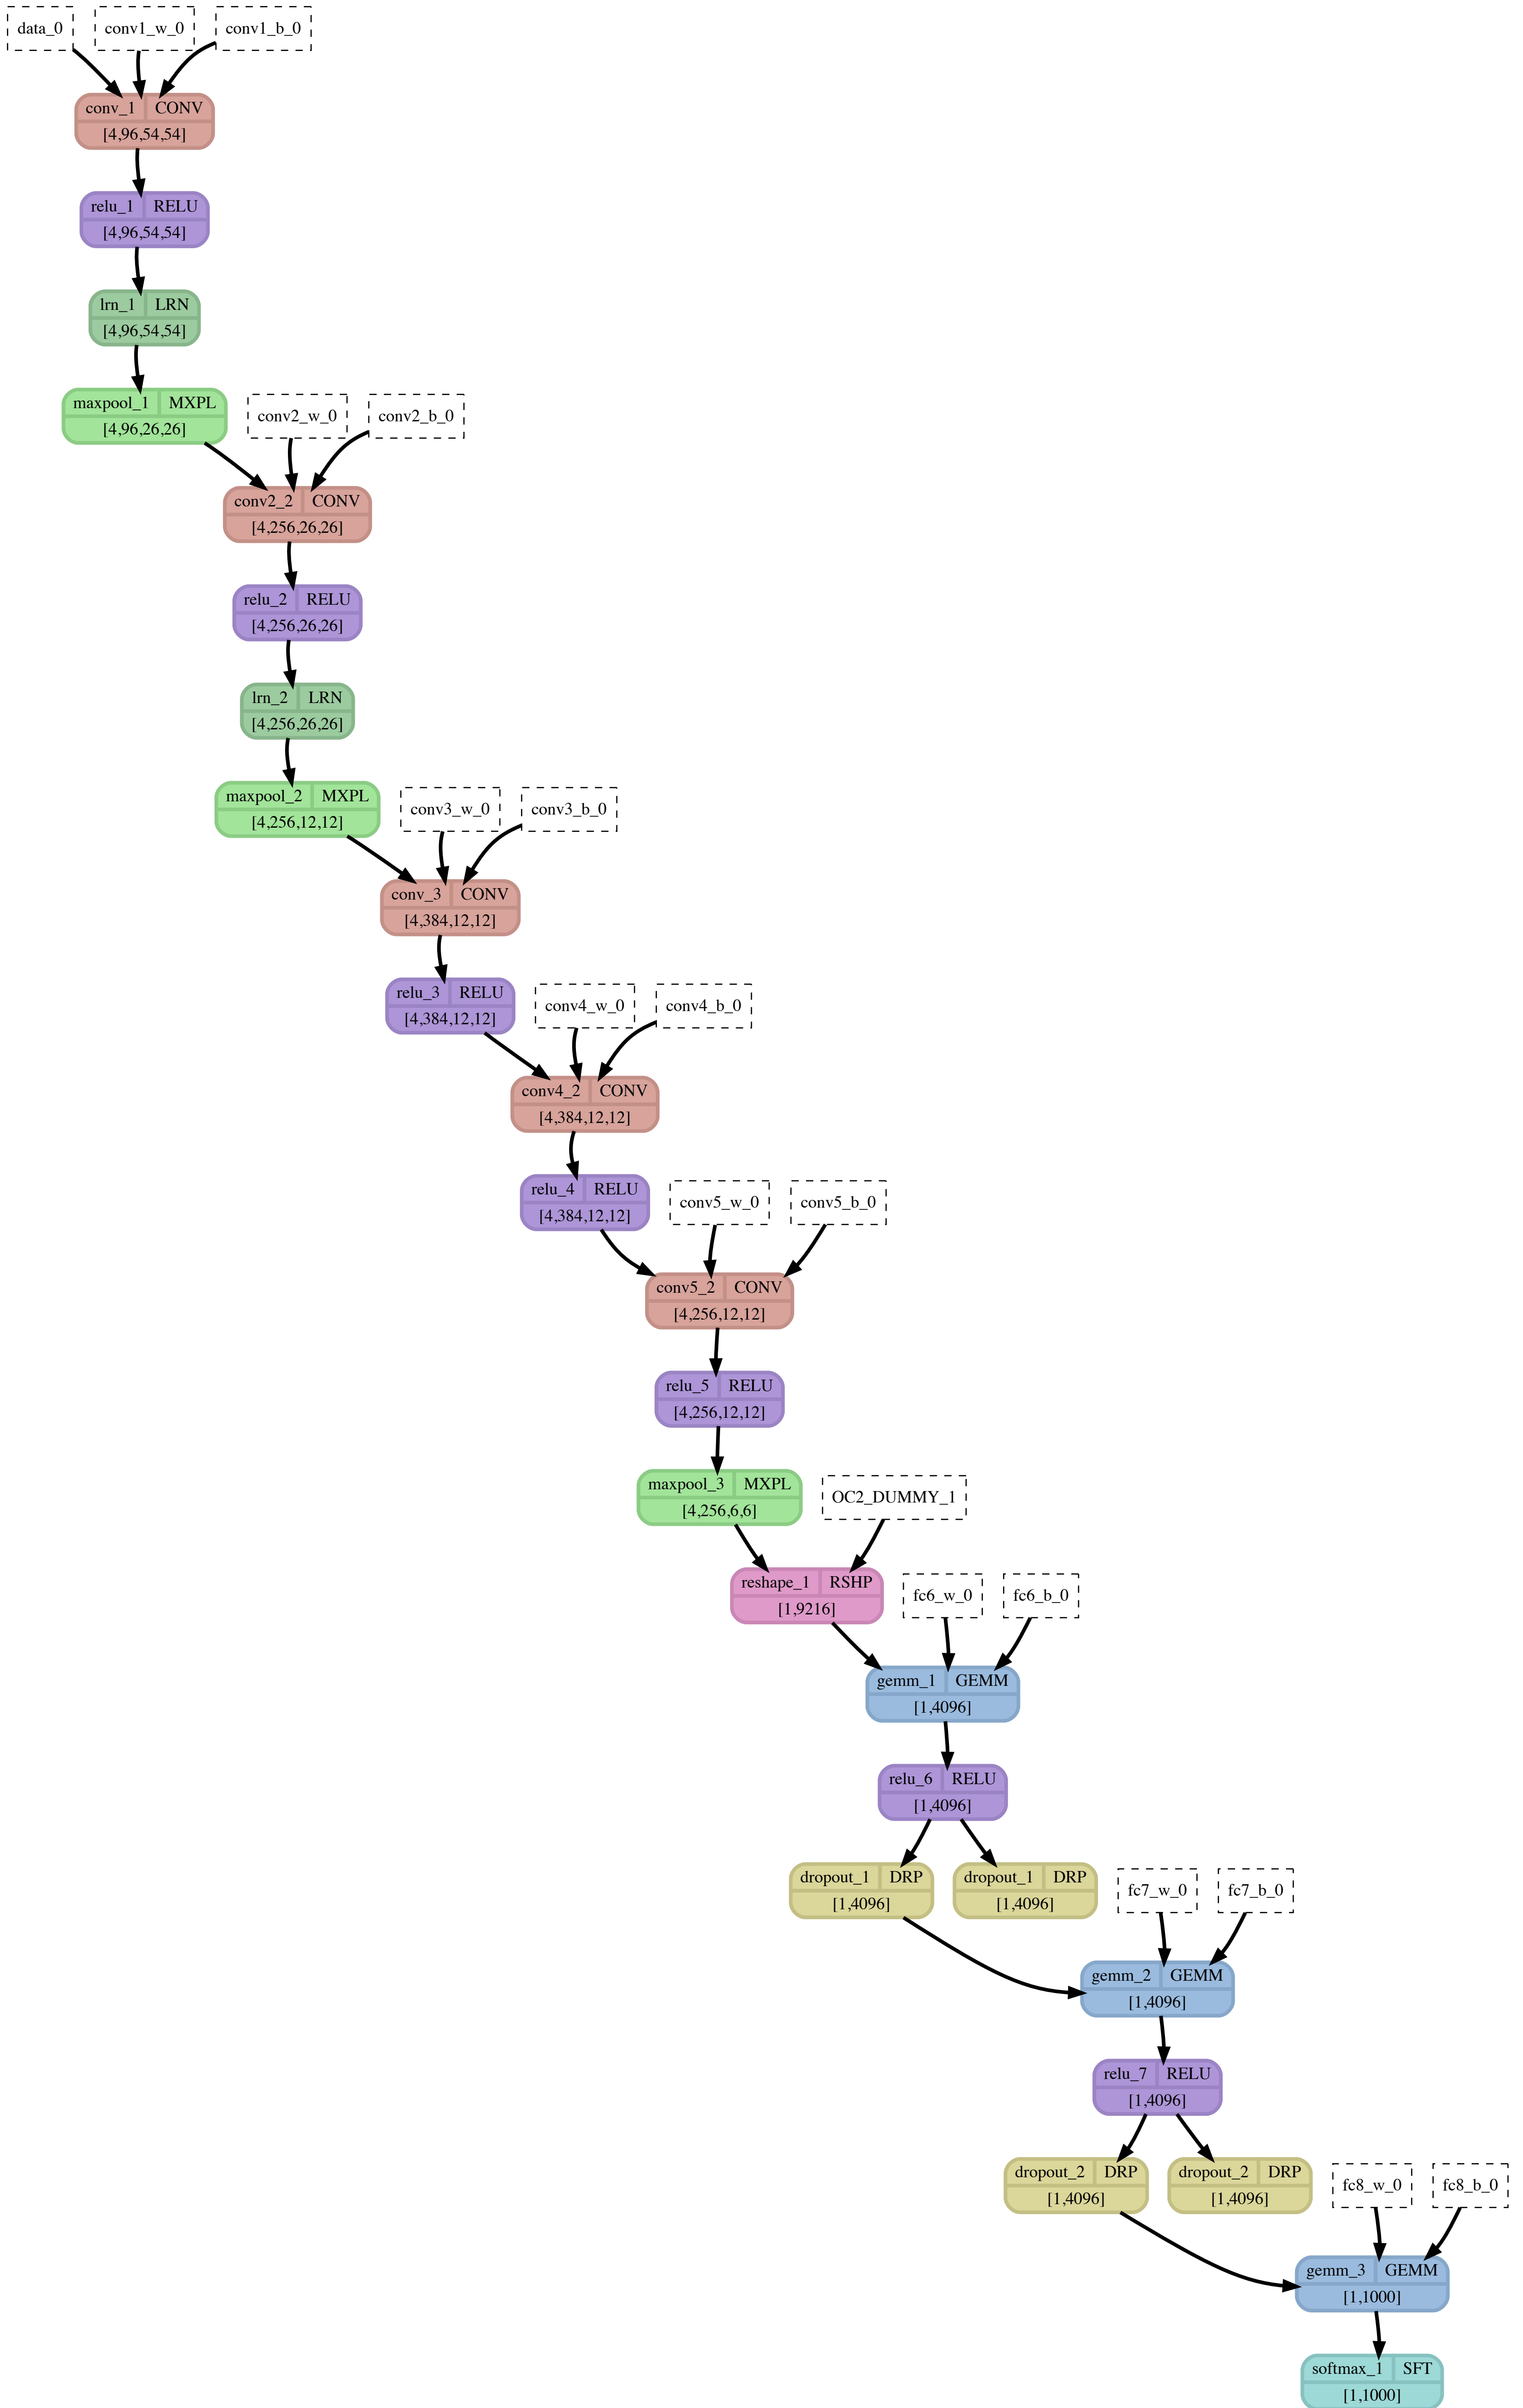 data_0 conv1_w_0 conv1_b_0
conv_1 CONV
[4,96,54,54]
relu_1 RELU
[4,96,54,54]
lrn_1 LRN
[4,96,54,54]
maxpool_1 MXPL
[4,96,26,26]
conv2_w_0 conv2_b_0
conv2_2 CONV
[4,256,26,26]
relu_2 RELU
[4,256,26,26]
lrn_2 LRN
[4,256,26,26]
maxpool_2 MXPL
[4,256,12,12]
conv3_w_0 conv3_b_0
conv_3 CONV
[4,384,12,12]
relu_3 RELU
[4,384,12,12]
conv4_w_0 conv4_b_0
conv4_2 CONV
[4,384,12,12]
relu_4 RELU
[4,384,12,12]
conv5_w_0 conv5_b_0
conv5_2 CONV
[4,256,12,12]
relu_5 RELU
[4,256,12,12]
maxpool_3 MXPL
[4,256,6,6]
OC2_DUMMY_1
reshape_1 RSHP
[1,9216]
fc6_w_0 fc6_b_0
gemm_1 GEMM
[1,4096]
relu_6 RELU
[1,4096]
dropout_1 DRP
[1,4096]
dropout_1 DRP
[1,4096]
fc7_w_0 fc7_b_0
gemm_2 GEMM
[1,4096]
relu_7 RELU
[1,4096]
dropout_2 DRP
[1,4096]
dropout_2 DRP
[1,4096]
fc8_w_0 fc8_b_0
gemm_3 GEMM
[1,1000]
softmax_1 SFT
[1,1000]